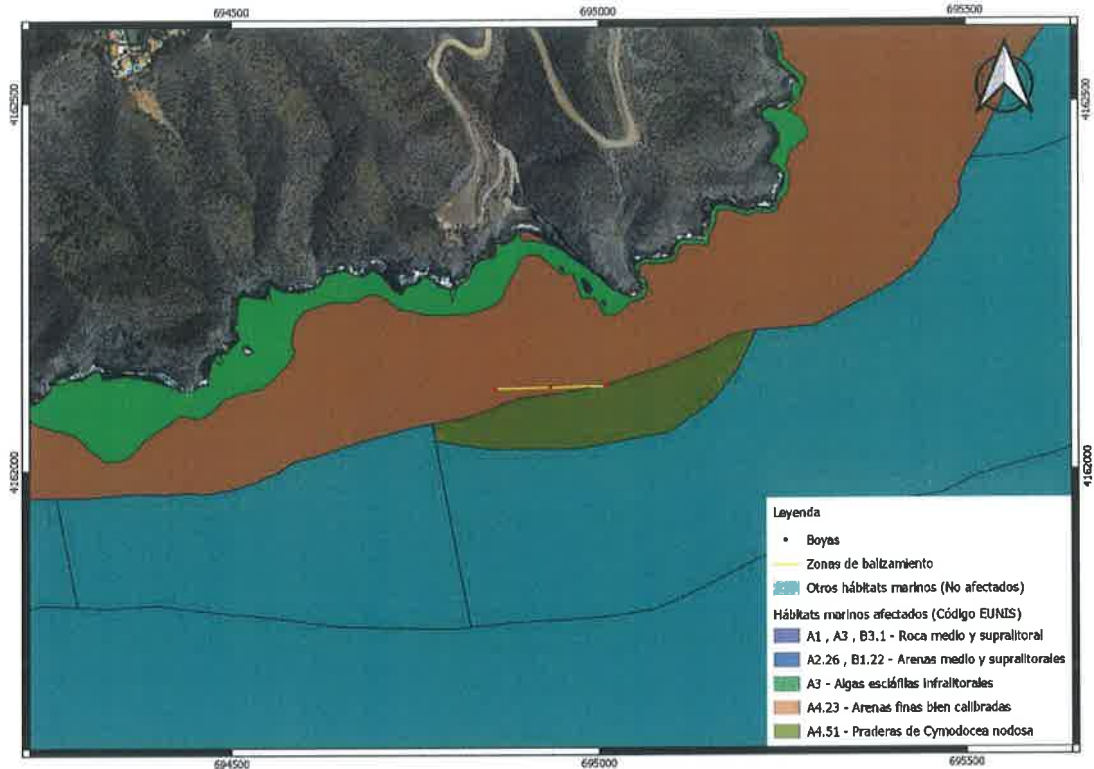 694500
695000
695500
4162500
4162500
4162000
4162000
Leyenda
Boyas
Zonas de balizamiento
Otros hábitats marinos (No afectados)
Hábitats marinos afectados (Código EUNIS)
A1 , A3 , B3.1 - Roca medio y supralitoral
A2.26 , B1.22 - Arenas medio y supralitorales
A3 - Algas esciáfilas infralitorales
A4.23 - Arenas finas bien calibradas
A4.51 - Praderas de Cymodocea nodosa
694500
695000
695500